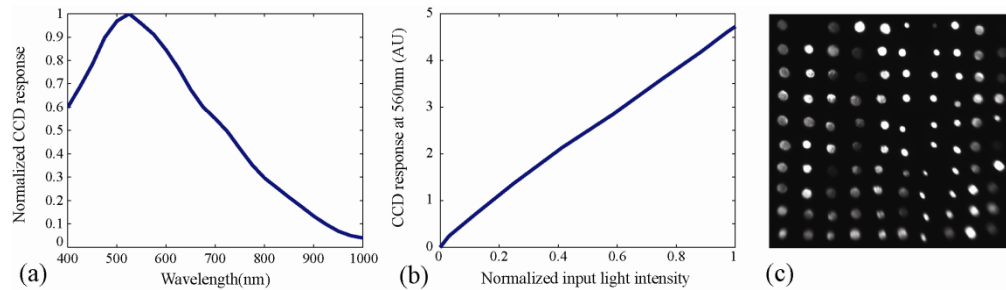 Normalized CCD response
1
0.9
0.8
0.7
0.6
0.5
0.4
0.3
0.2
0.1
0
400 500 600 700 800 900 1000
Wavelength(nm)
(a)
CCD response at 560nm (AU)
5
4
3
2
1
0
0 0.2 0.4 0.6 0.8 1
Normalized input light intensity
(b)
(c)